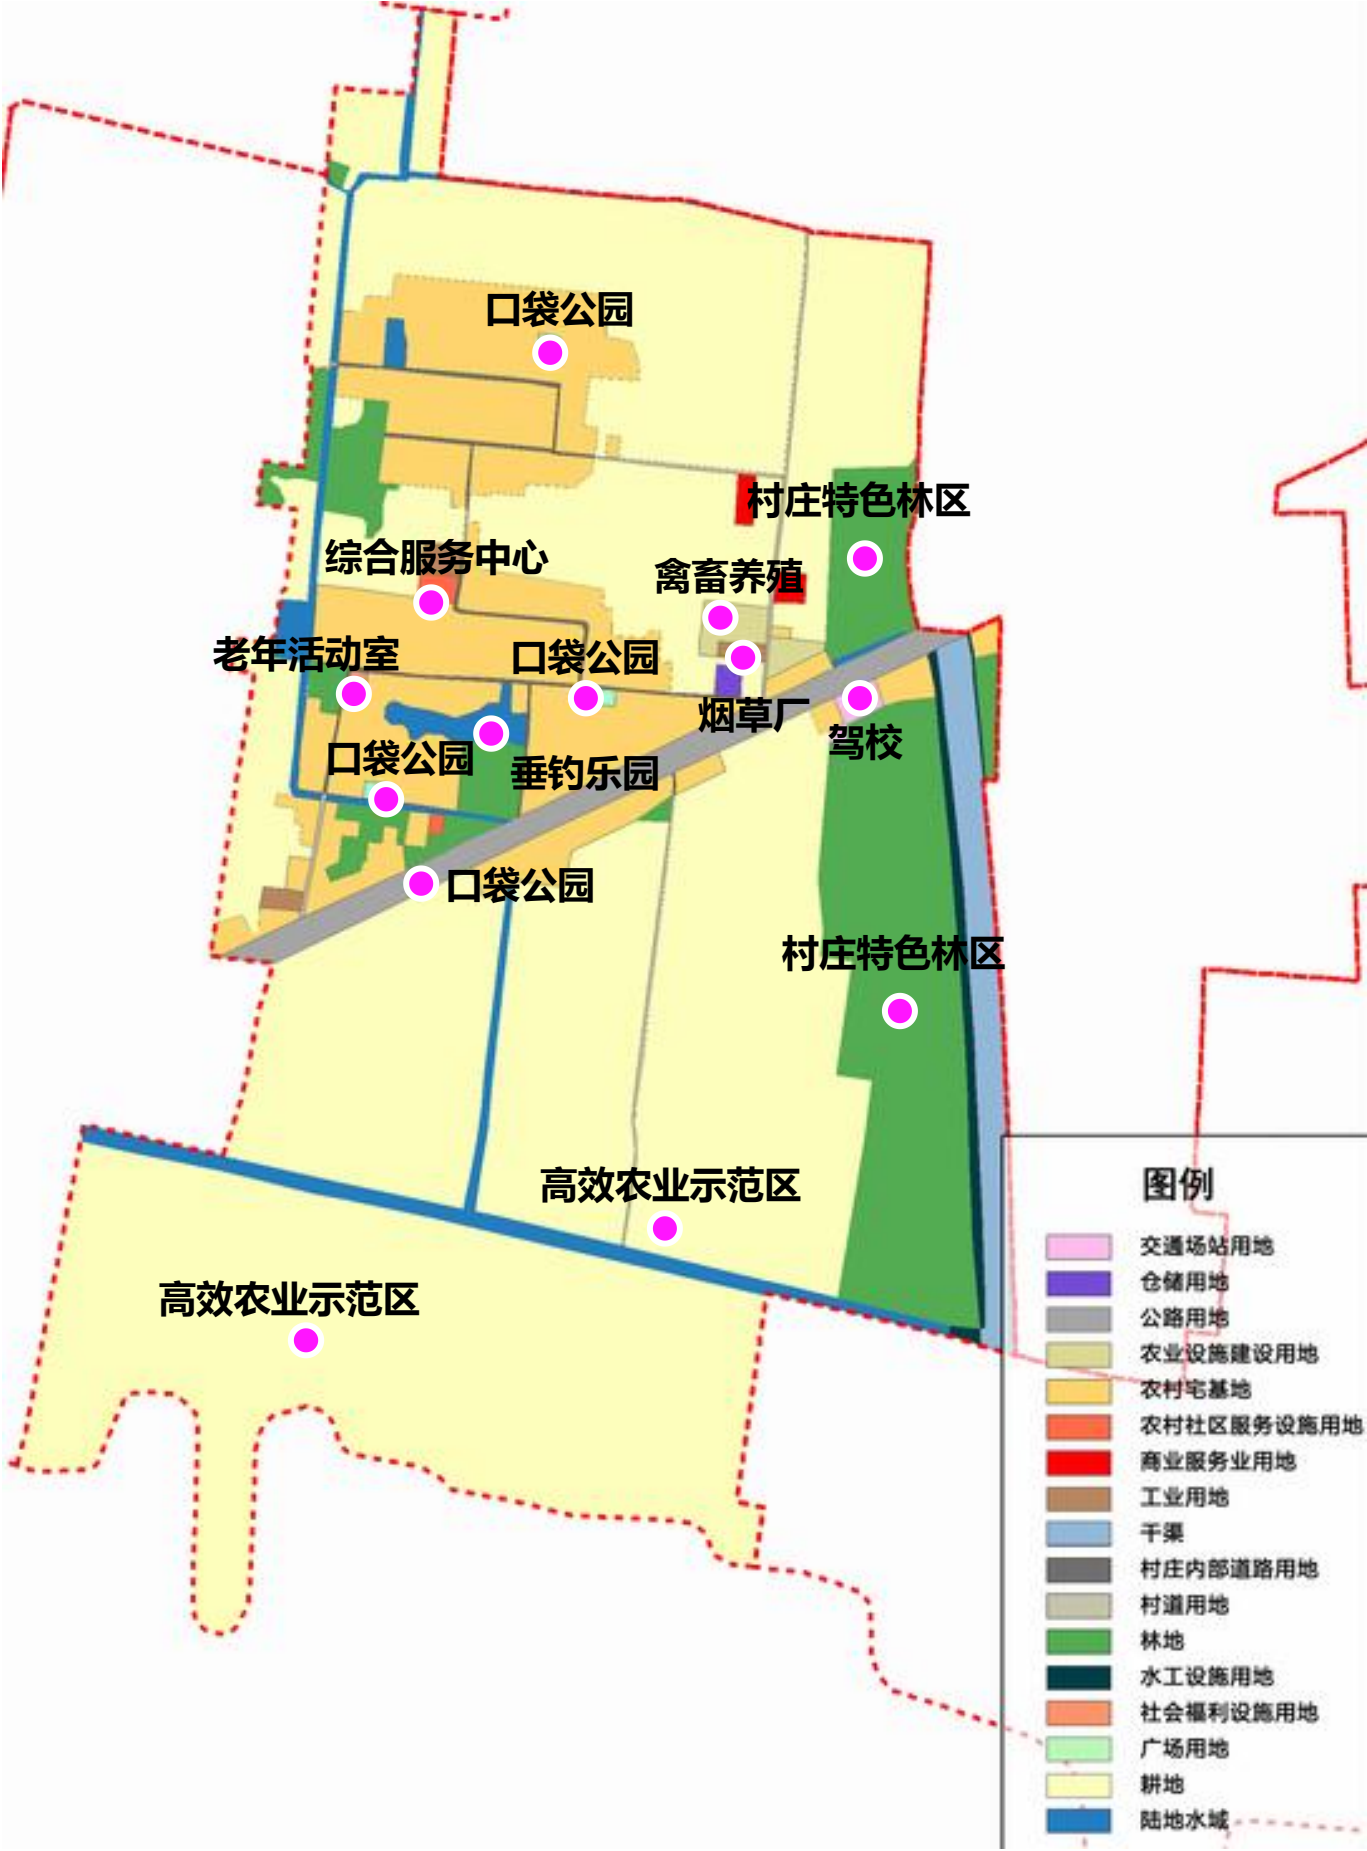 口袋公园
村庄特色林区
综合服务中心
禽畜养殖
老年活动室
口袋公园
烟草厂
驾校
口袋公园
垂钓乐园
口袋公园
村庄特色林区
高效农业示范区
高效农业示范区
图例
交通场站用地
仓储用地
公路用地
农业设施建设用地
农村宅基地
农村社区服务设施用地
商业服务业用地
工业用地
干渠
村庄内部道路用地
村道用地
林地
水工设施用地
社会福利设施用地
广场用地
耕地
陆地水域